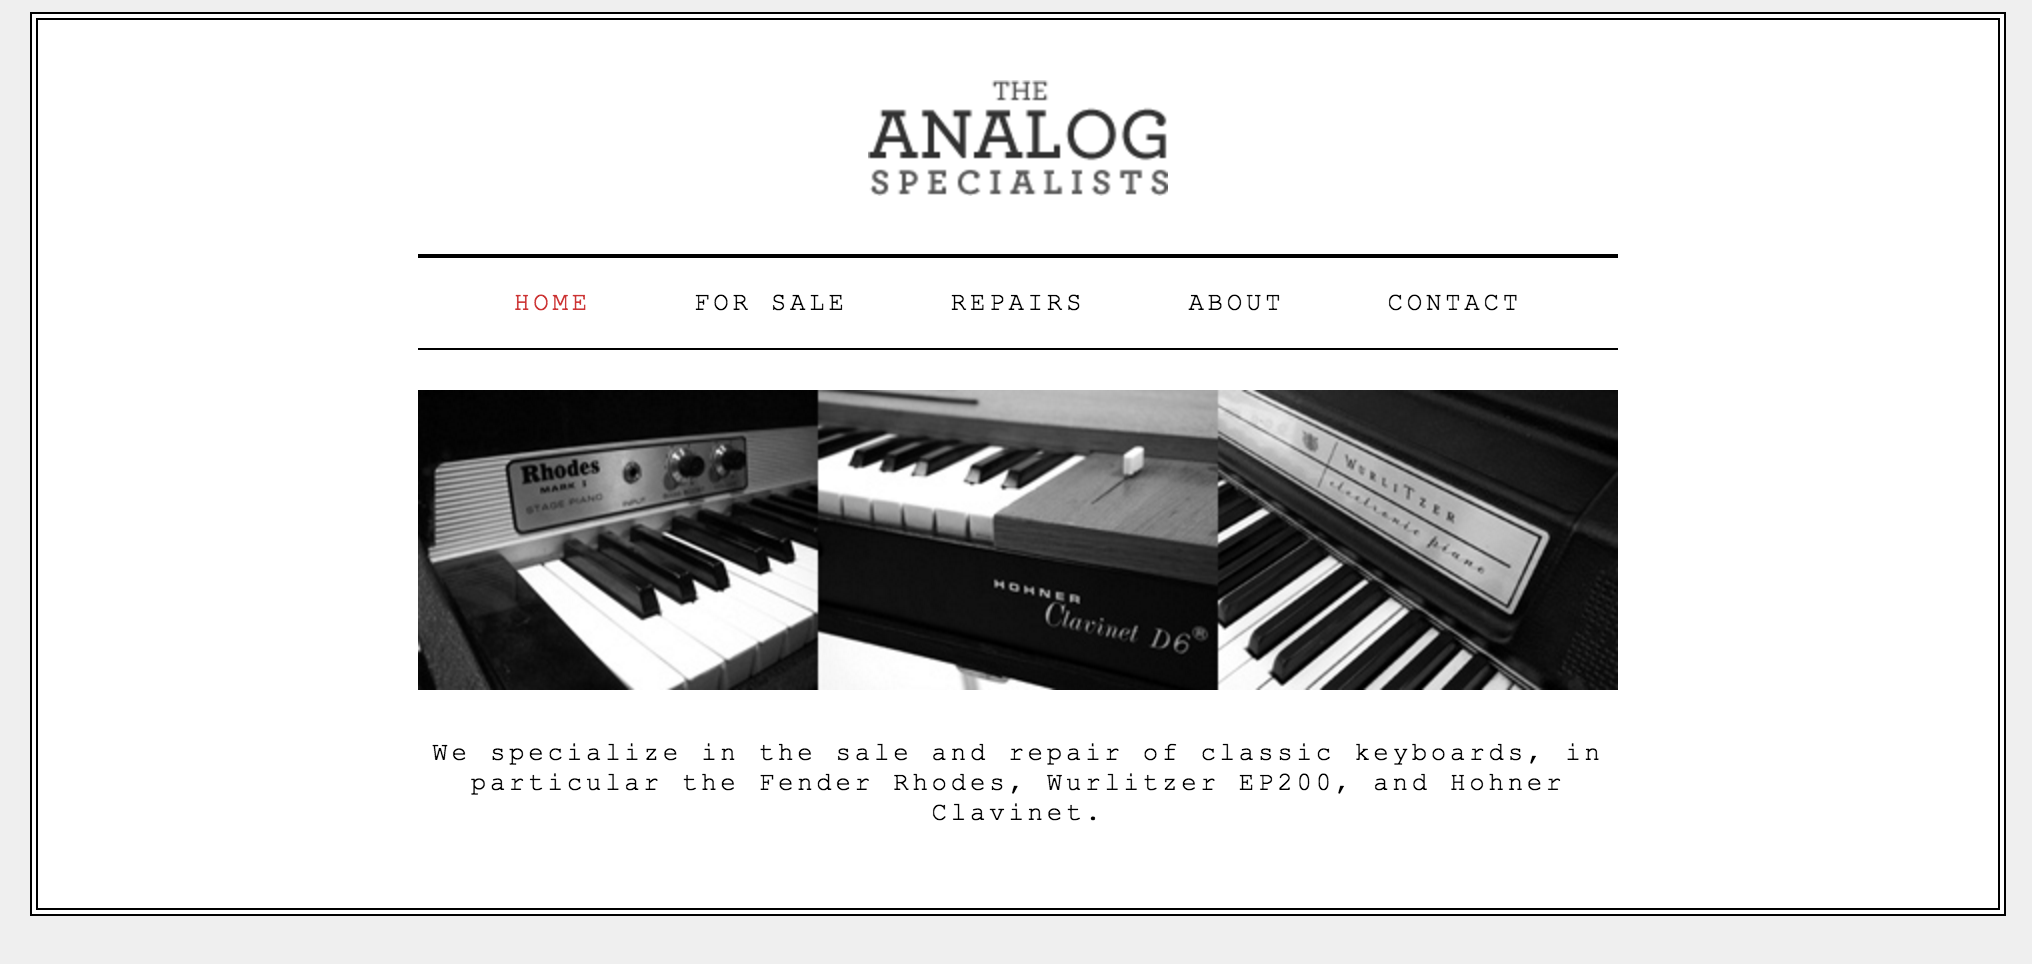 THE
ANALOG
SPECIALISTS
HOME FOR SALE REPAIRS ABOUT CONTACT
Rhodes
MARK I
STAGE PIANO
INPUT
HOHNER
Clavinet D6®
WURLITZER
electronic piano
We specialize in the sale and repair of classic keyboards, in
particular the Fender Rhodes, Wurlitzer EP200, and Hohner
Clavinet.